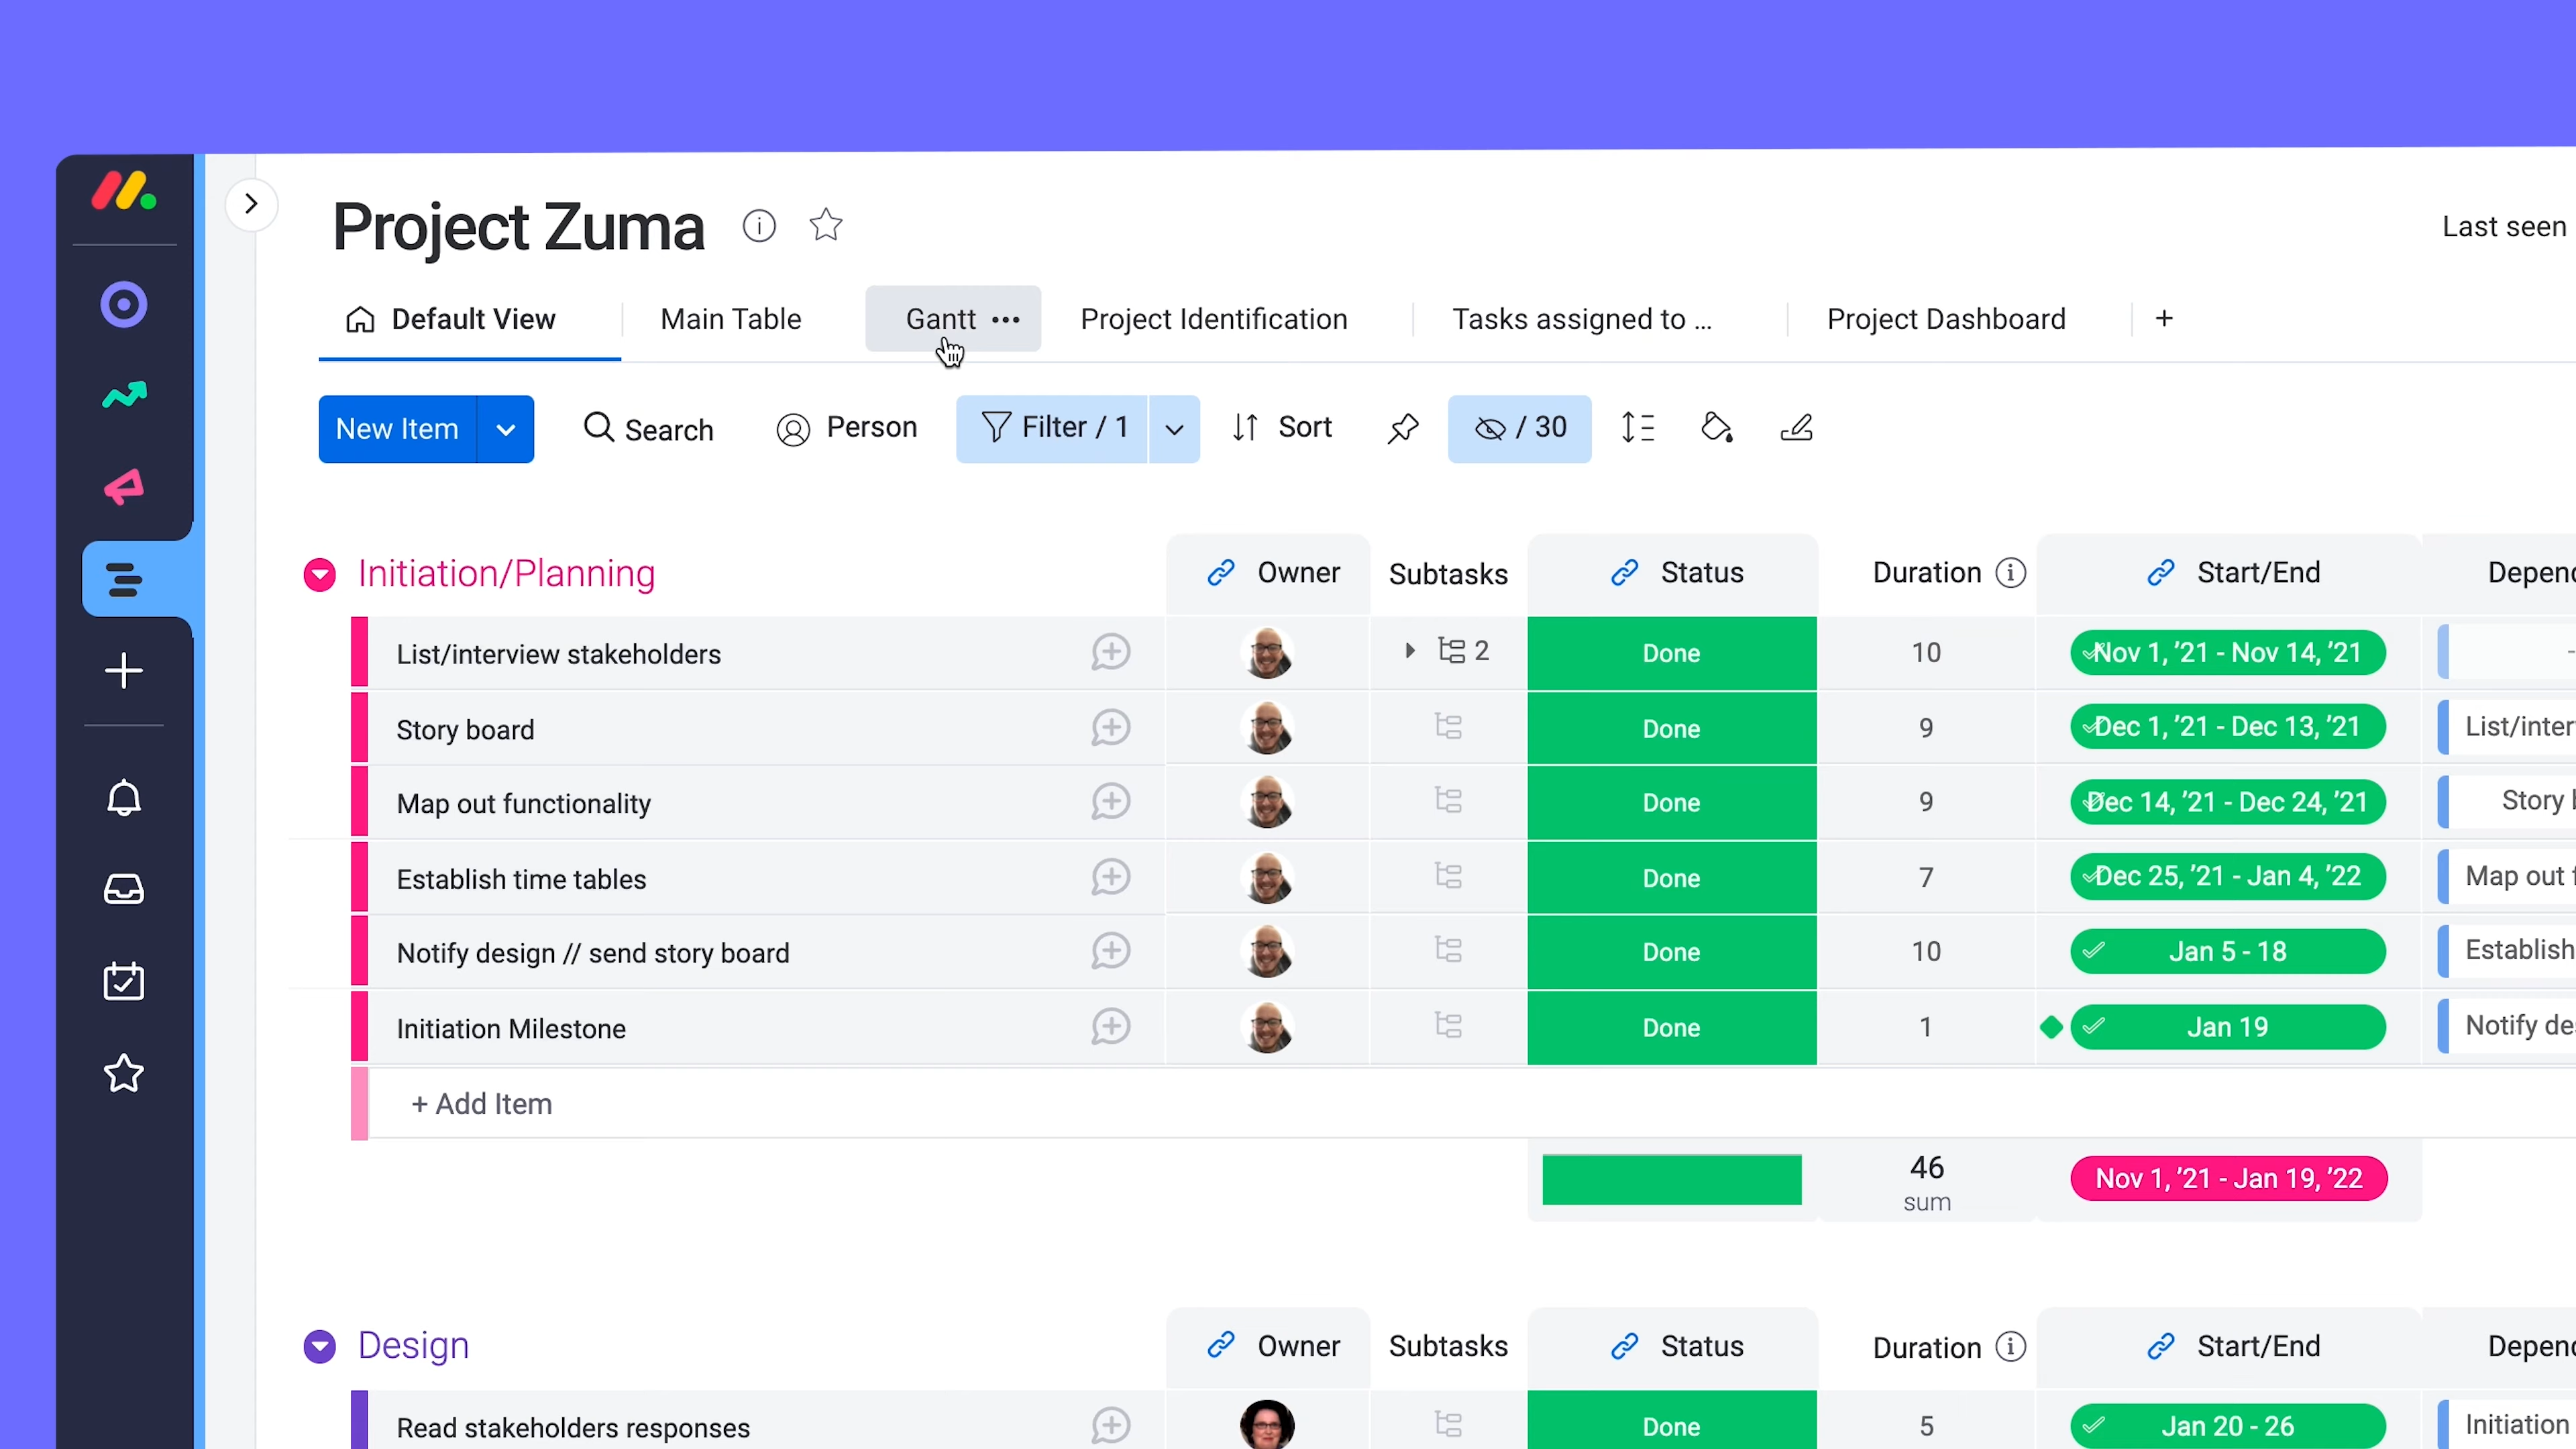 Project Zuma
Last seen
Default View Main Table Gantt ••• Project Identification Tasks assigned to ... Project Dashboard +
New Item Search Person Filter / 1 Sort / 30
Initiation/Planning Owner Subtasks Status Duration Start/End Depend
List/interview stakeholders 2 Done 10 Nov 1, ’21 - Nov 14, ’21 -
Story board Done 9 Dec 1, ’21 - Dec 13, ’21 List/inter
Map out functionality Done 9 Dec 14, ’21 - Dec 24, ’21 Story
Establish time tables Done 7 Dec 25, ’21 - Jan 4, ’22 Map out
Notify design // send story board Done 10 Jan 5 - 18 Establish
Initiation Milestone Done 1 Jan 19 Notify de
+ Add Item
46 Nov 1, ’21 - Jan 19, ’22
sum
Design Owner Subtasks Status Duration Start/End Depend
Read stakeholders responses Done 5 Jan 20 - 26 Initiation